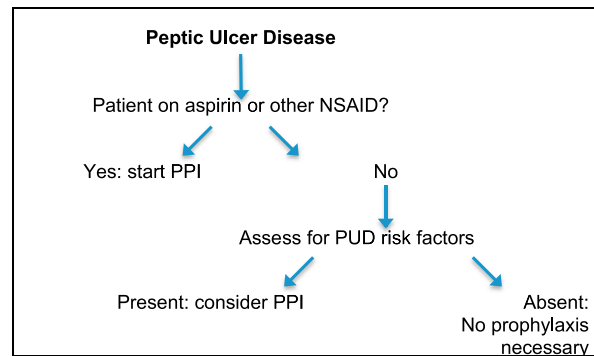 Peptic Ulcer Disease
Patient on aspirin or other NSAID?
Yes: start PPI
No
Assess for PUD risk factors
Present: consider PPI
Absent:
No prophylaxis
necessary